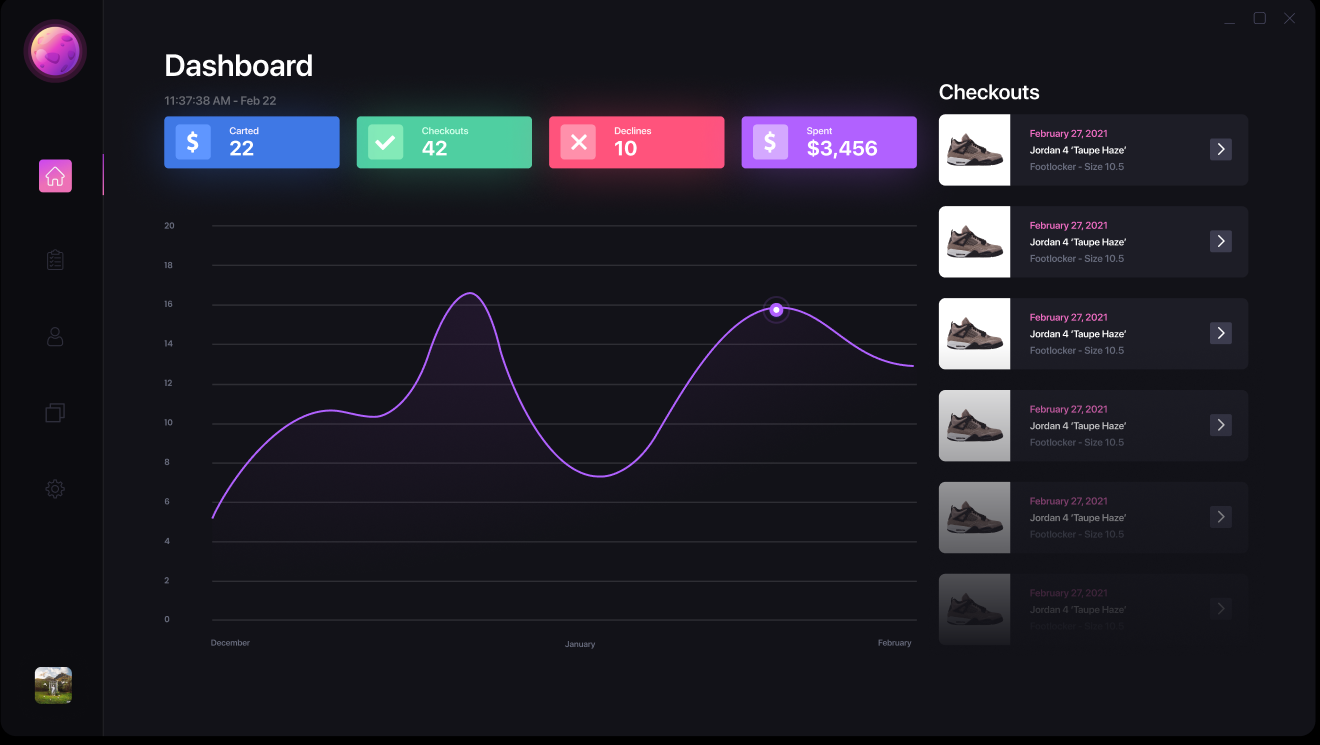 Dashboard
11:37:38 AM - Feb 22
Carted
22
Checkouts
42
Declines
10
Spent
$3,456
20
18
16
14
12
10
8
6
4
2
0
December
January
February
Checkouts
February 27, 2021
Jordan 4 ‘Taupe Haze’
Footlocker - Size 10.5
February 27, 2021
Jordan 4 ‘Taupe Haze’
Footlocker - Size 10.5
February 27, 2021
Jordan 4 ‘Taupe Haze’
Footlocker - Size 10.5
February 27, 2021
Jordan 4 ‘Taupe Haze’
Footlocker - Size 10.5
February 27, 2021
Jordan 4 ‘Taupe Haze’
Footlocker - Size 10.5
February 27, 2021
Jordan 4 ‘Taupe Haze’
Footlocker - Size 10.5